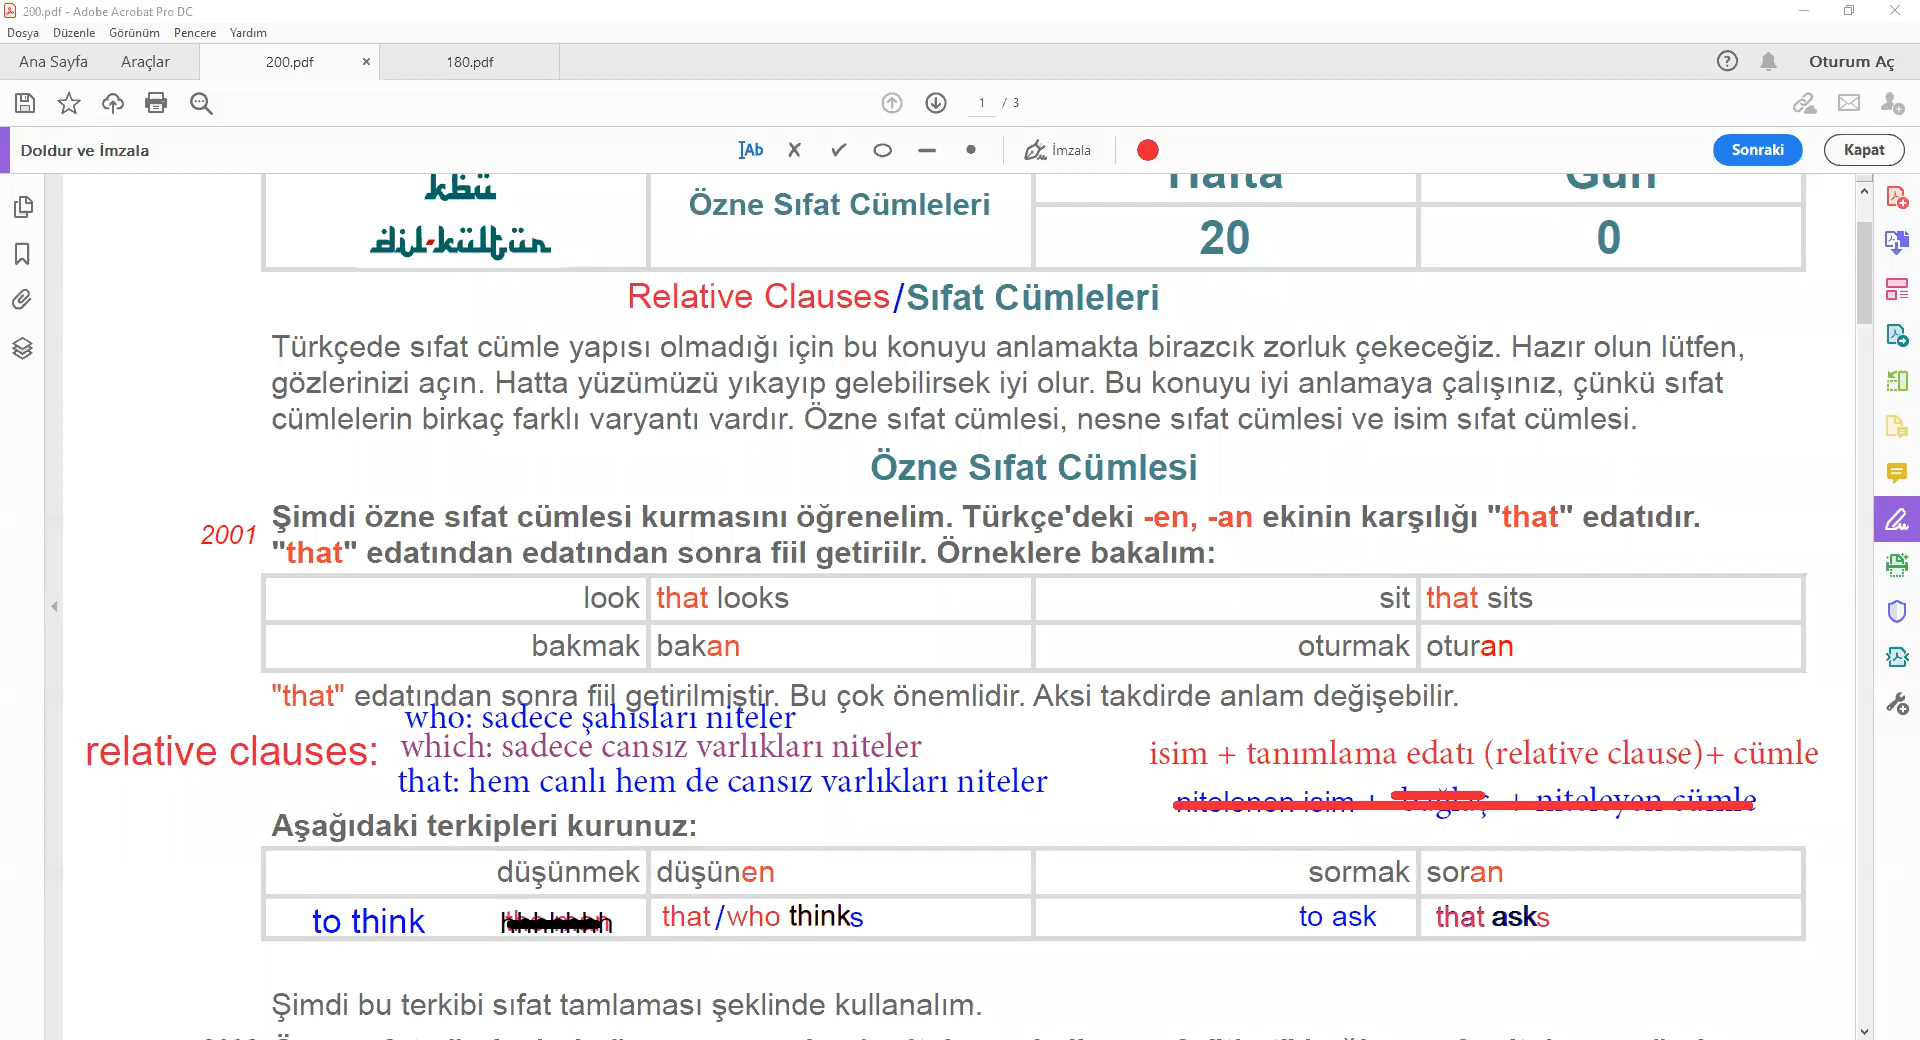 200.pdf - Adobe Acrobat Pro DC
Dosya Düzenle Görünüm Pencere Yardım
Ana Sayfa Araçlar 200.pdf × 180.pdf Oturum Aç
1 / 3
Doldur ve İmzala Ab İmzala Sonraki Kapat
kbü Özne Sıfat Cümleleri Hafta Gün
dil-kültür 20 0
Relative Clauses/Sıfat Cümleleri
Türkçede sıfat cümle yapısı olmadığı için bu konuyu anlamakta birazcık zorluk çekeceğiz. Hazır olun lütfen,
gözlerinizi açın. Hatta yüzümüzü yıkayıp gelebilirsek iyi olur. Bu konuyu iyi anlamaya çalışınız, çünkü sıfat
cümlelerin birkaç farklı varyantı vardır. Özne sıfat cümlesi, nesne sıfat cümlesi ve isim sıfat cümlesi.
Özne Sıfat Cümlesi
2001 Şimdi özne sıfat cümlesi kurmasını öğrenelim. Türkçe'deki -en, -an ekinin karşılığı "that" edatıdır.
"that" edatından edatından sonra fiil getiriilr. Örneklere bakalım:
look that looks sit that sits
bakmak bakan oturmak oturan
"that" edatından sonra fiil getirilmiştir. Bu çok önemlidir. Aksi takdirde anlam değişebilir.
who: sadece şahısları niteler
relative clauses: which: sadece cansız varlıkları niteler
isim + tanımlama edatı (relative clause)+ cümle
that: hem canlı hem de cansız varlıkları niteler
nitelenen isim + + niteleyen cümle
Aşağıdaki terkipleri kurunuz:
düşünmek düşünen sormak soran
to think that/who thinks to ask that asks
Şimdi bu terkibi sıfat tamlaması şeklinde kullanalım.